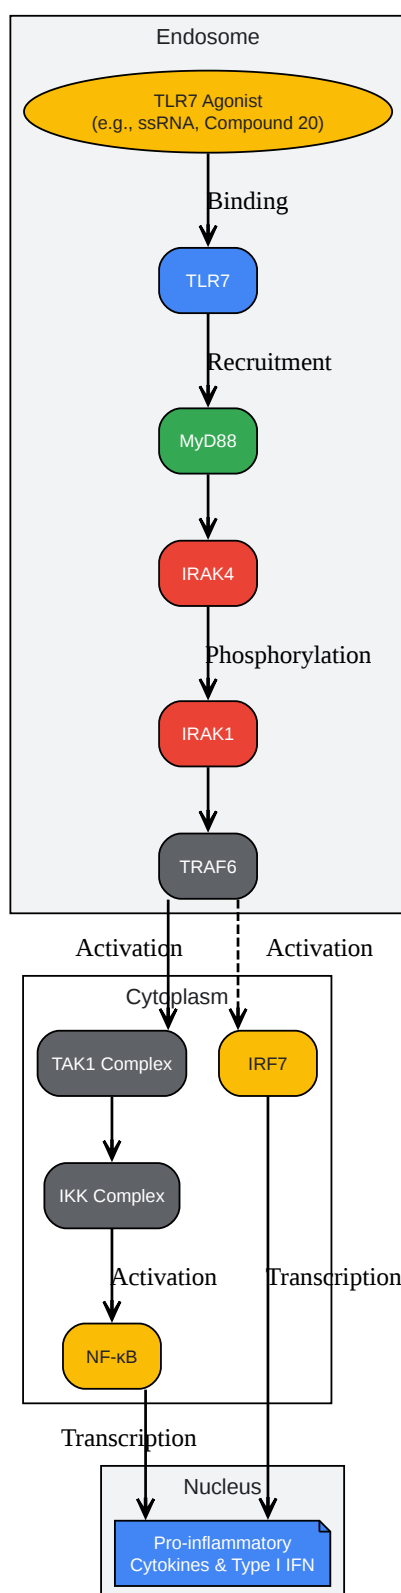 Endosome
TLR7 Agonist
(e.g., ssRNA, Compound 20)
Binding
TLR7
Recruitment
MyD88
IRAK4
Phosphorylation
IRAK1
TRAF6
Activation
Activation
Cytoplasm
TAK1 Complex
IRF7
IKK Complex
Activation
Transcription
NF-κB
Transcription
Nucleus
Pro-inflammatory
Cytokines & Type I IFN